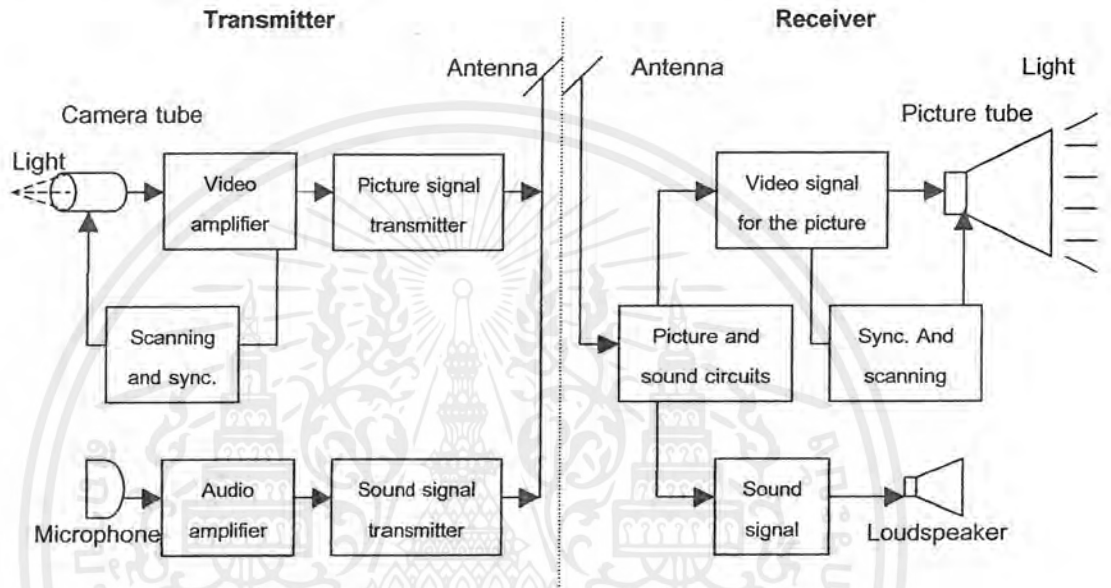 Transmitter
Receiver
Antenna
Antenna
Light
Camera tube
Picture tube
Light
Video
amplifier
Picture signal
transmitter
Video signal
for the picture
Scanning
and sync.
Picture and
sound circuits
Sync. And
scanning
Microphone
Audio
amplifier
Sound signal
transmitter
Sound
signal
Loudspeaker